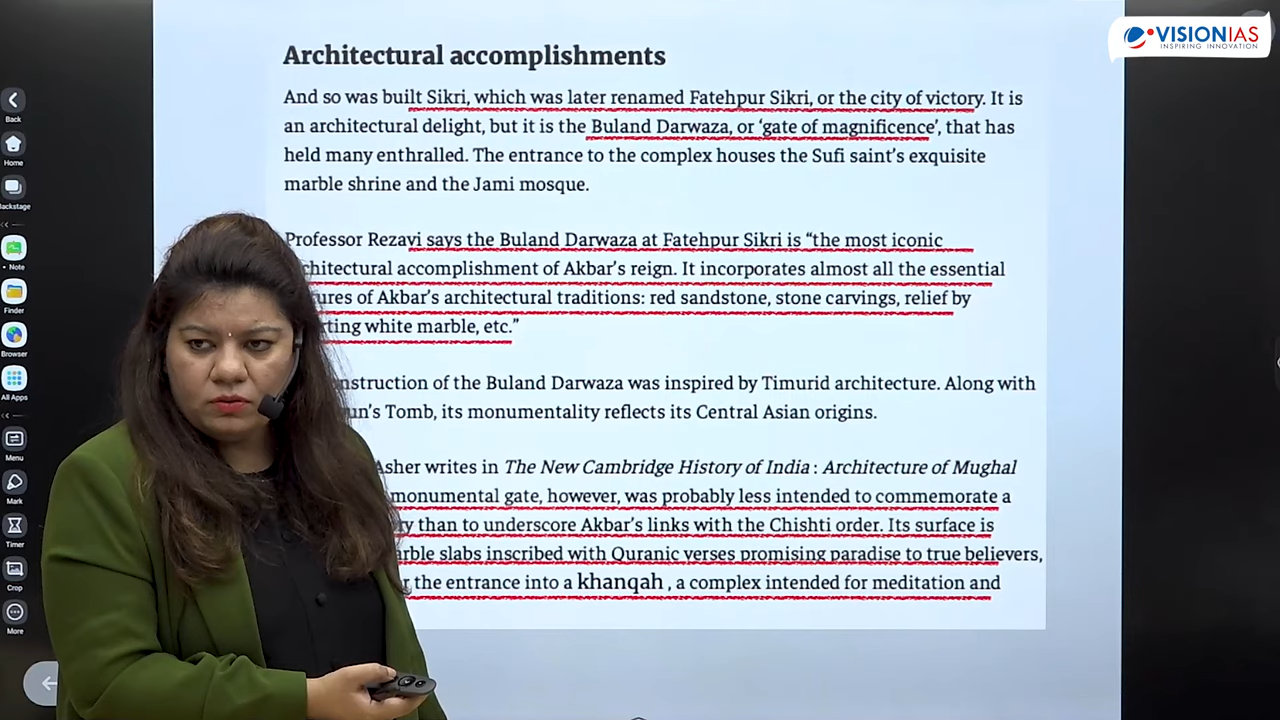 VISIONIAS
INSPIRING INNOVATION
Architectural accomplishments
And so was built Sikri, which was later renamed Fatehpur Sikri, or the city of victory. It is
an architectural delight, but it is the Buland Darwaza, or ‘gate of magnificence’, that has
held many enthralled. The entrance to the complex houses the Sufi saint’s exquisite
marble shrine and the Jami mosque.
Professor Rezavi says the Buland Darwaza at Fatehpur Sikri is “the most iconic
accomplishment of Akbar’s reign. It incorporates almost all the essential
of Akbar’s architectural traditions: red sandstone, stone carvings, relief by
white marble, etc.”
of the Buland Darwaza was inspired by Timurid architecture. Along with
Tomb, its monumentality reflects its Central Asian origins.
Asher writes in The New Cambridge History of India : Architecture of Mughal
monumental gate, however, was probably less intended to commemorate a
than to underscore Akbar’s links with the Chishti order. Its surface is
slabs inscribed with Quranic verses promising paradise to true believers,
the entrance into a khanqah , a complex intended for meditation and
Back
Home
Backstage
Note
Finder
Browser
All Apps
Menu
Mark
Timer
Crop
More